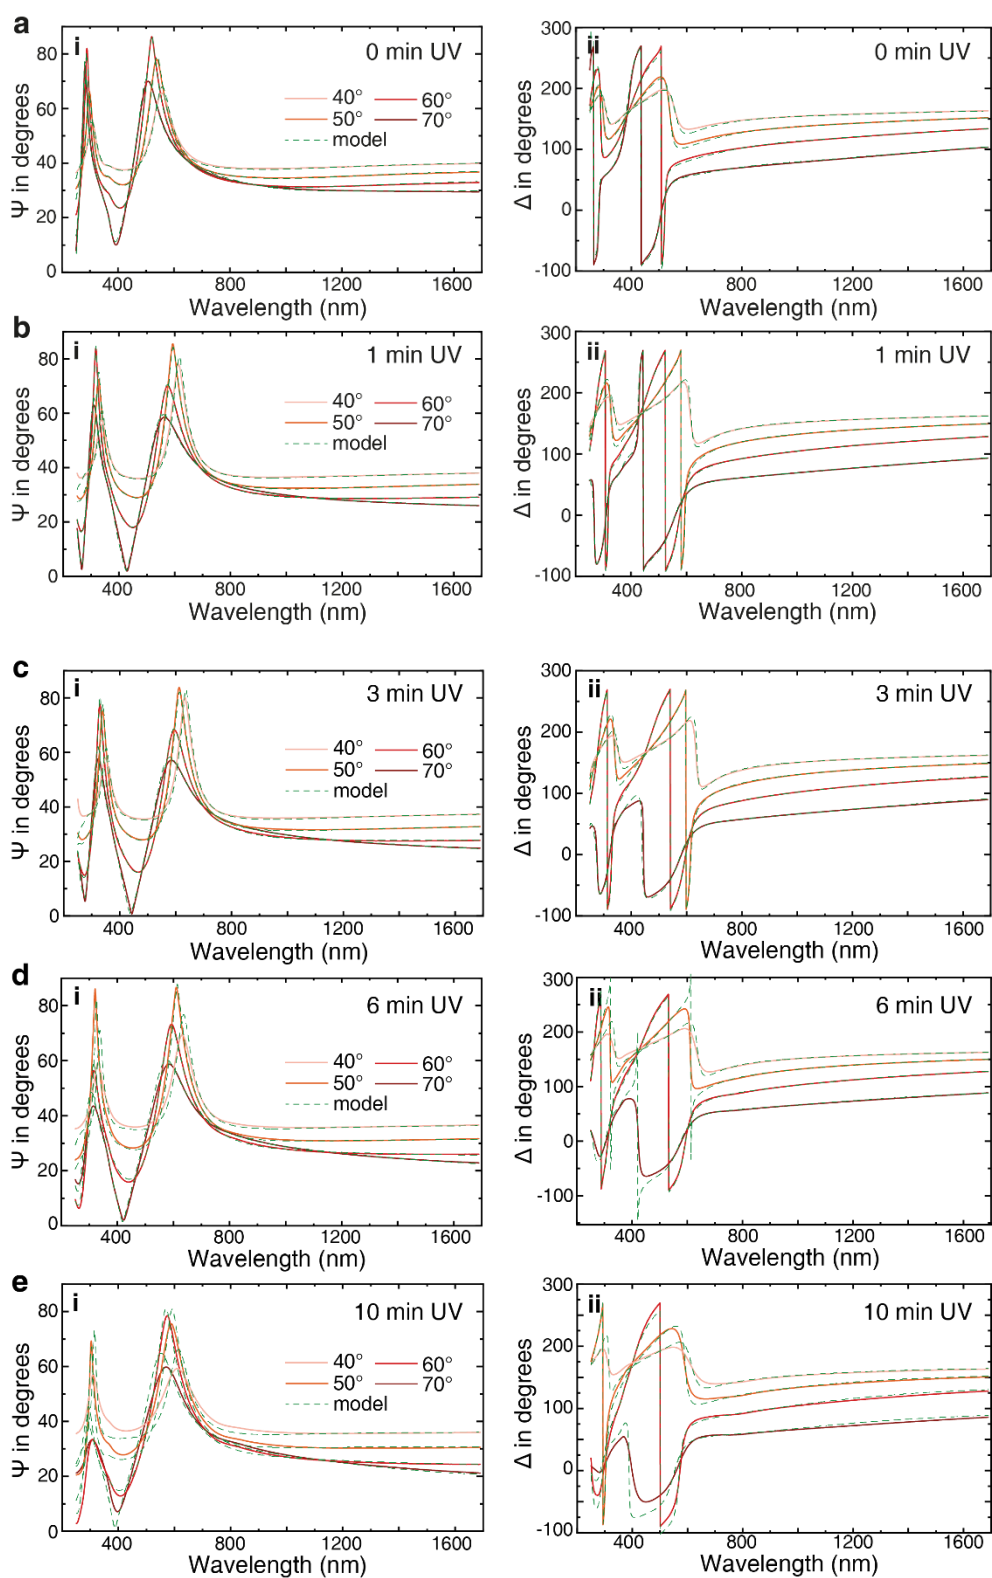 a
i
0 min UV
80
60
40
20
0
Ψ in degrees
40° 60°
50° 70°
model
400 800 1200 1600
Wavelength (nm)
ii
0 min UV
300
200
100
0
-100
Δ in degrees
400 800 1200 1600
Wavelength (nm)
b
i
1 min UV
80
60
40
20
0
Ψ in degrees
40° 60°
50° 70°
model
400 800 1200 1600
Wavelength (nm)
ii
1 min UV
300
200
100
0
-100
Δ in degrees
400 800 1200 1600
Wavelength (nm)
c
i
3 min UV
80
60
40
20
0
Ψ in degrees
40° 60°
50° 70°
model
400 800 1200 1600
Wavelength (nm)
ii
3 min UV
300
200
100
0
-100
Δ in degrees
400 800 1200 1600
Wavelength (nm)
d
i
6 min UV
80
60
40
20
0
Ψ in degrees
40° 60°
50° 70°
model
400 800 1200 1600
Wavelength (nm)
ii
6 min UV
300
200
100
0
-100
Δ in degrees
400 800 1200 1600
Wavelength (nm)
e
i
10 min UV
80
60
40
20
0
Ψ in degrees
40° 60°
50° 70°
model
400 800 1200 1600
Wavelength (nm)
ii
10 min UV
300
200
100
0
-100
Δ in degrees
400 800 1200 1600
Wavelength (nm)